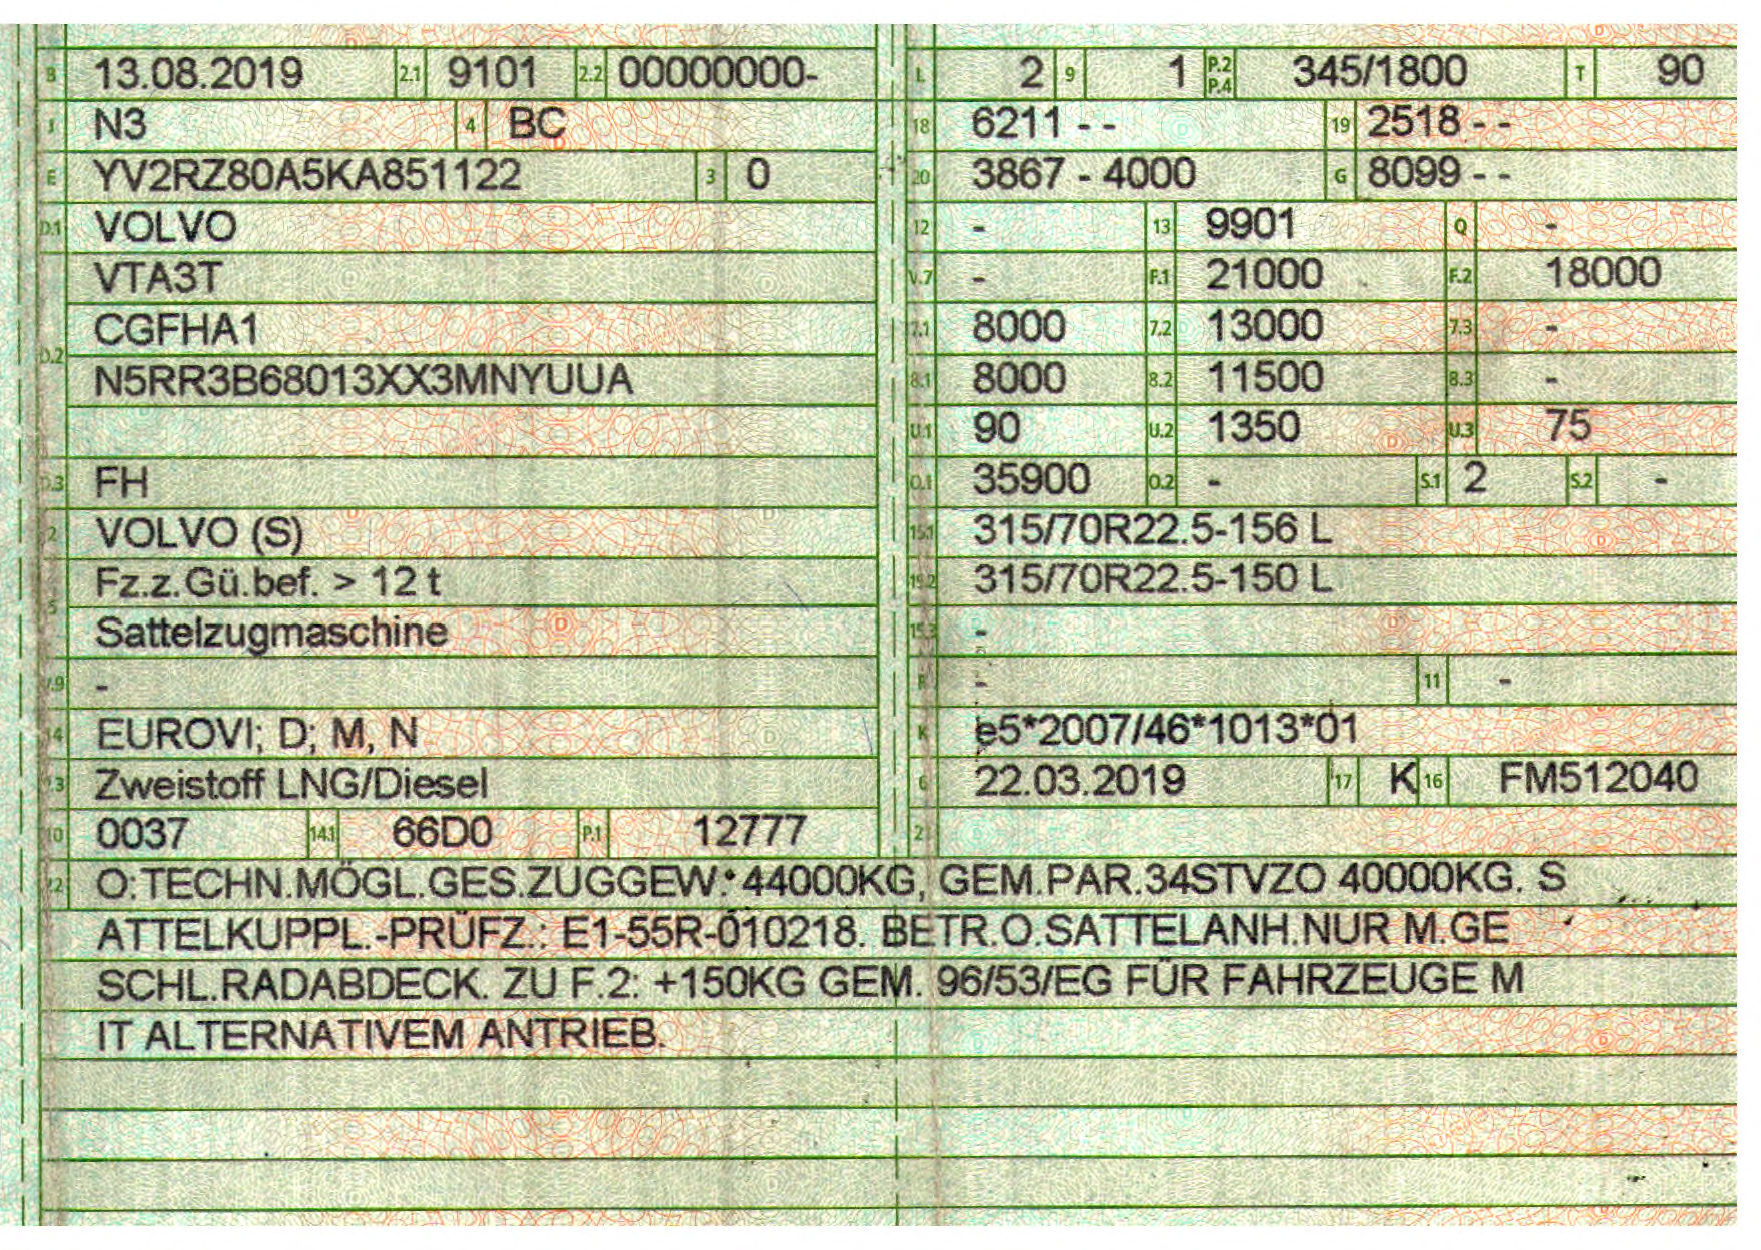 B 13.08.2019 2.1 9101 2.2 00000000-
J N3 4 BC
E YV2RZ80A5KA851122 3 0
D.1 VOLVO
VTA3T
D.2 CGFHA1
N5RR3B68013XX3MNYUUA
D.3 FH
2 VOLVO (S)
5 Fz.z.Gü.bef. > 12 t
Sattelzugmaschine
V.9 -
14 EUROVI; D; M, N
P.3 Zweistoff LNG/Diesel
10 0037 14.1 66D0 P.1 12777
L 2 9 1 P.2 P.4 345/1800 T 90
18 6211 - - 19 2518 - -
20 3867 - 4000 G 8099 - -
12 - 13 9901 Q -
V.7 - F.1 21000 F.2 18000
7.1 8000 7.2 13000 7.3 -
8.1 8000 8.2 11500 8.3 -
U.1 90 U.2 1350 U.3 75
O.1 35900 O.2 - S.1 2 S.2 -
15.1 315/70R22.5-156 L
15.2 315/70R22.5-150 L
15.3 -
R - 11 -
K e5*2007/46*1013*01
6 22.03.2019 17 K 16 FM512040
21
22 O:TECHN.MÖGL.GES.ZUGGEW.: 44000KG, GEM.PAR.34STVZO 40000KG. S
ATTELKUPPL.-PRÜFZ.: E1-55R-010218. BETR.O.SATTELANH.NUR M.GE
SCHL.RADABDECK. ZU F.2: +150KG GEM. 96/53/EG FÜR FAHRZEUGE M
IT ALTERNATIVEM ANTRIEB.